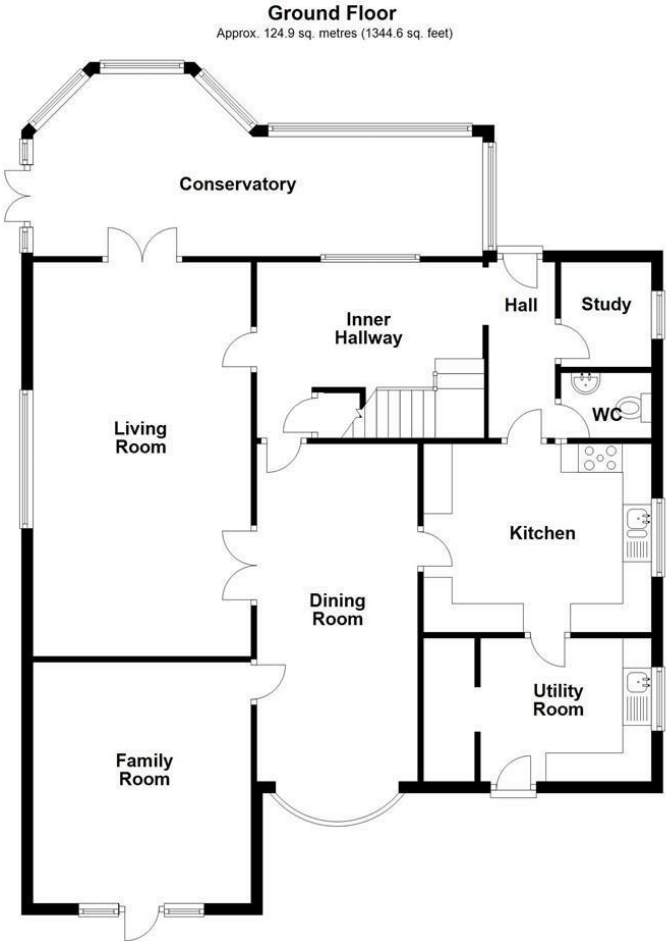 Ground Floor
Approx. 124.9 sq. metres (1344.6 sq. feet)
Conservatory
Hall
Study
Inner
Hallway
WC
Living
Room
Kitchen
Dining
Room
Utility
Room
Family
Room